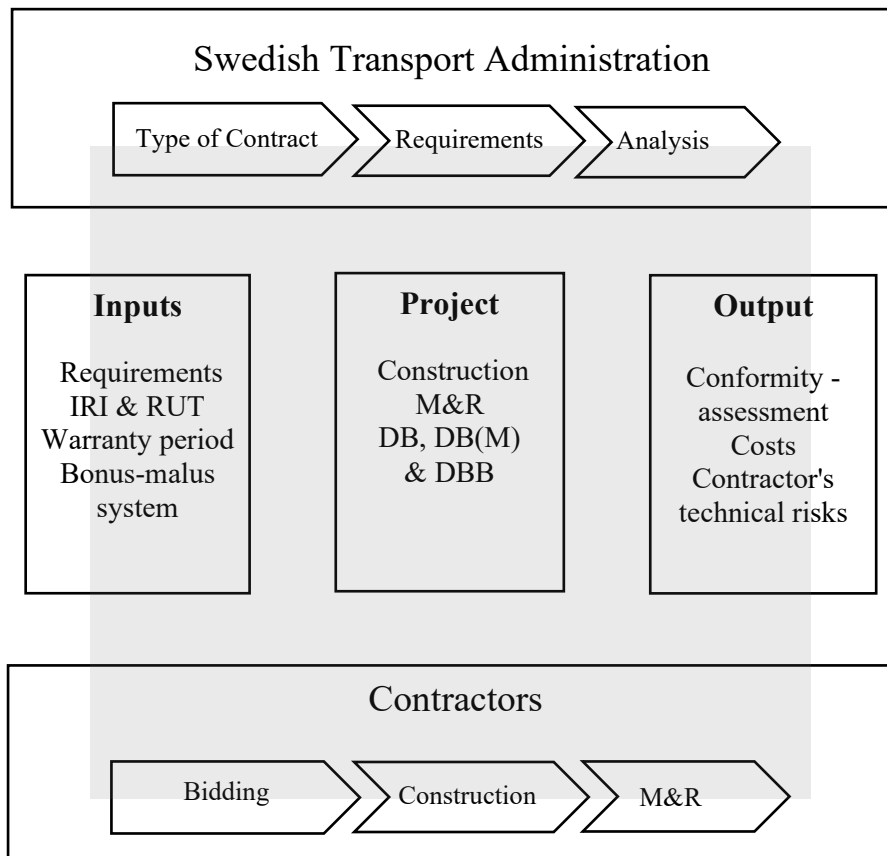 Swedish Transport Administration
Type of Contract
Requirements
Analysis
Inputs
Requirements
IRI & RUT
Warranty period
Bonus-malus
system
Project
Construction
M&R
DB, DB(M)
& DBB
Output
Conformity -
assessment
Costs
Contractor's
technical risks
Contractors
Bidding
Construction
M&R